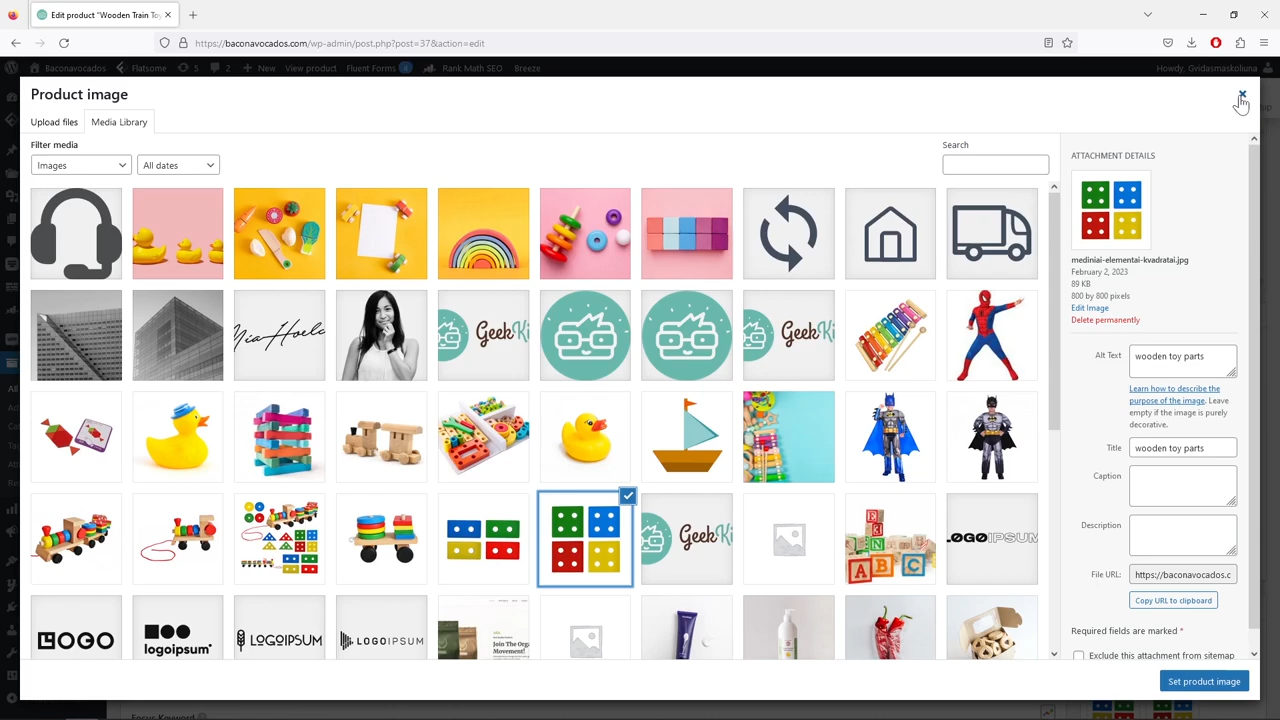 Edit product "Wooden Train Toy
https://baconavocados.com/wp-admin/post.php?post=37&action=edit
Baconavocados
Flatsome
5
2
New
View product
Fluent Forms
Rank Math SEO
Breeze
Howdy, Gvidasmaskoliuna
Product image
Upload files
Media Library
Filter media
Images
All dates
Search
ATTACHMENT DETAILS
mediniai-elementai-kvadratai.jpg
February 2, 2023
89 KB
800 by 800 pixels
Edit Image
Delete permanently
Alt Text
wooden toy parts
Learn how to describe the
purpose of the image. Leave
empty if the image is purely
decorative.
Title
wooden toy parts
Caption
Description
File URL:
https://baconavocados.c
Copy URL to clipboard
Required fields are marked *
Exclude this attachment from sitemap
GeekKi
GeekKi
GeekKi
A B C
LOGOIPSUM
LOGO
logoipsum
LOGOIPSUM
LOGOIPSUM
Join The Orga
Movement!
Set product image
Focus Keyword